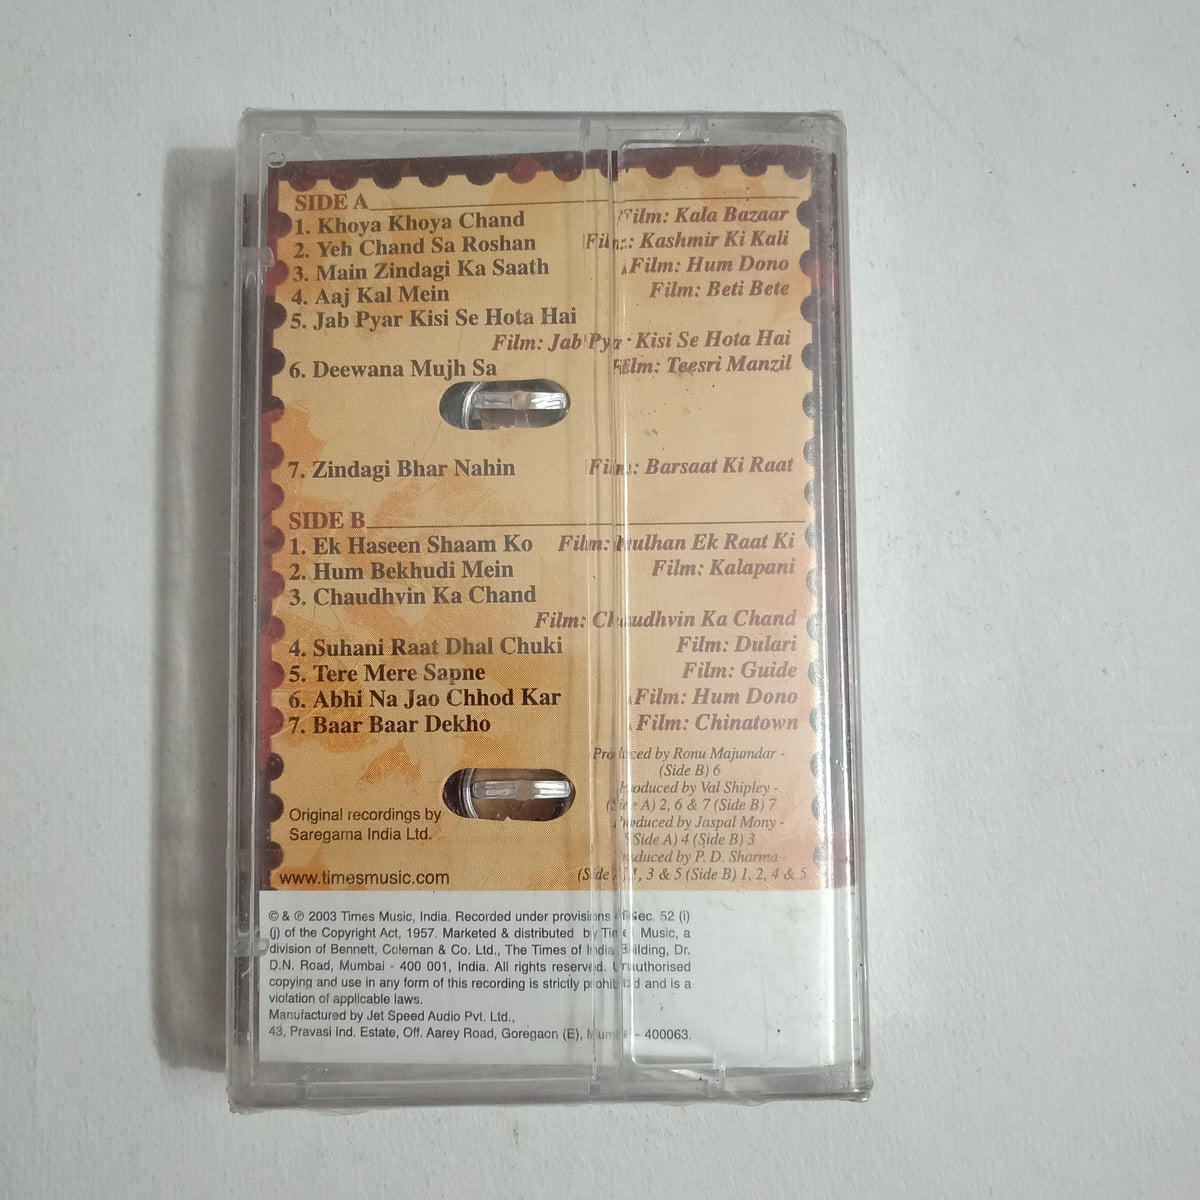 SIDE A
1. Khoya Khoya Chand Film: Kala Bazaar
2. Yeh Chand Sa Roshan Film: Kashmir Ki Kali
3. Main Zindagi Ka Saath Film: Hum Dono
4. Aaj Kal Mein Film: Beti Bete
5. Jab Pyar Kisi Se Hota Hai
Film: Jab Pyar Kisi Se Hota Hai
6. Deewana Mujh Sa Film: Teesri Manzil
7. Zindagi Bhar Nahin Film: Barsaat Ki Raat
SIDE B
1. Ek Haseen Shaam Ko Film: Dulhan Ek Raat Ki
2. Hum Bekhudi Mein Film: Kalapani
3. Chaudhvin Ka Chand
Film: Chaudhvin Ka Chand
4. Suhani Raat Dhal Chuki Film: Dulari
5. Tere Mere Sapne Film: Guide
6. Abhi Na Jao Chhod Kar Film: Hum Dono
7. Baar Baar Dekho Film: Chinatown
Produced by Ronu Majumdar -
(Side B) 6
Produced by Val Shipley -
(Side A) 2, 6 & 7 (Side B) 7
Produced by Jaspal Mony -
(Side A) 4 (Side B) 3
Produced by P. D. Sharma -
(Side A) 1, 3 & 5 (Side B) 1, 2, 4 & 5
Original recordings by
Saregama India Ltd.
www.timesmusic.com
© & ℗ 2003 Times Music, India. Recorded under provisions of Sec. 52 (i)
(j) of the Copyright Act, 1957. Marketed & distributed by Times Music, a
division of Bennett, Coleman & Co. Ltd., The Times of India Building, Dr.
D.N. Road, Mumbai - 400 001, India. All rights reserved. Unauthorised
copying and use in any form of this recording is strictly prohibited and is a
violation of applicable laws.
Manufactured by Jet Speed Audio Pvt. Ltd.,
43, Pravasi Ind. Estate, Off. Aarey Road, Goregaon (E), Mumbai - 400063.